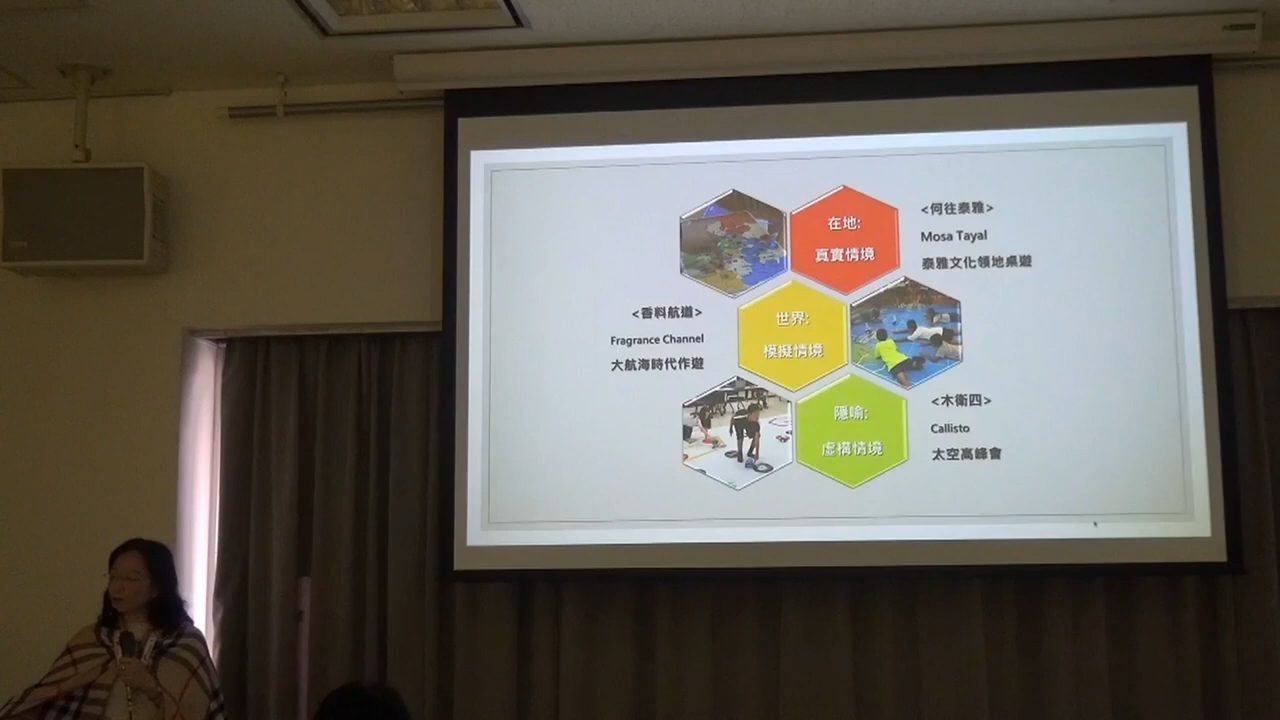 在地:
真實情境
<何往泰雅>
Mosa Tayal
泰雅文化領地桌遊
<香料航道>
Fragrance Channel
大航海時代作遊
世界:
模擬情境
隱喻:
虛構情境
<木衛四>
Callisto
太空高峰會